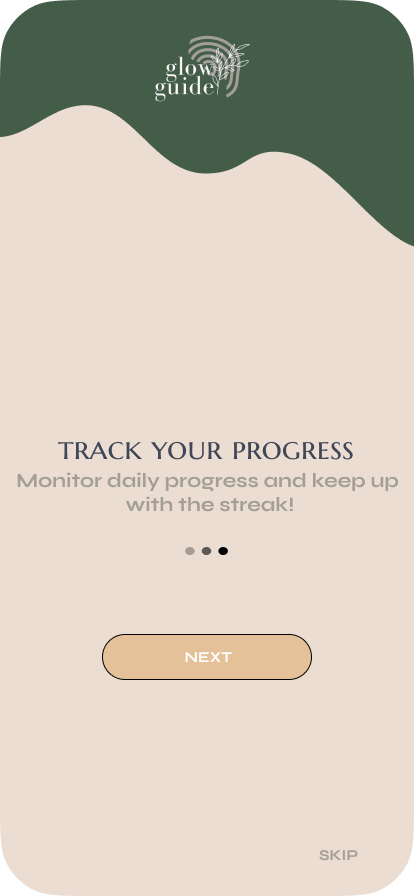 glow
guide
TRACK YOUR PROGRESS
Monitor daily progress and keep up
with the streak!
NEXT
SKIP